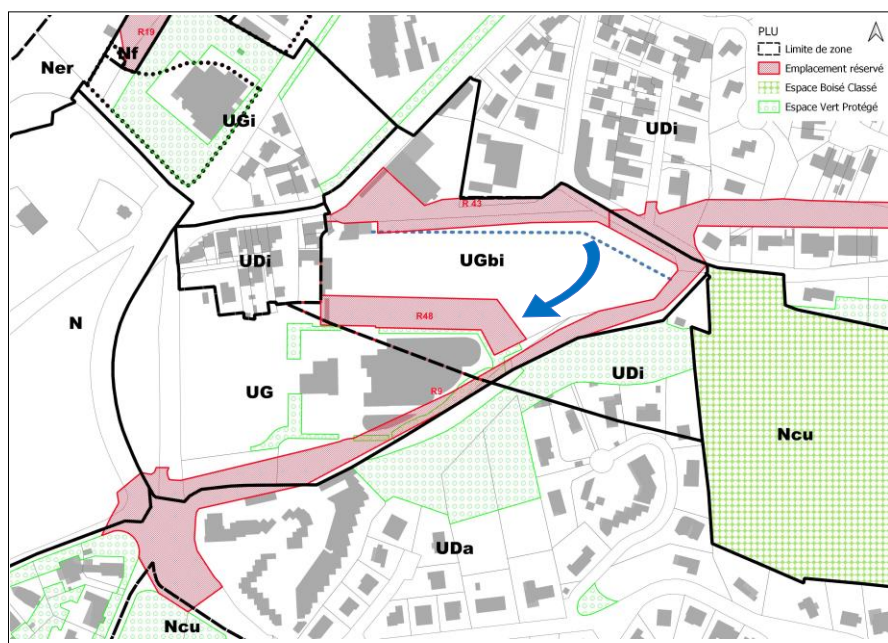 R19
Nf
Ner
UGi
PLU
Limite de zone
Emplacement réservé
Espace Boisé Classé
Espace Vert Protégé
UDi
R.43
UDi
UGbi
N
R48
UDi
UG
R9
Ncu
UDa
Ncu